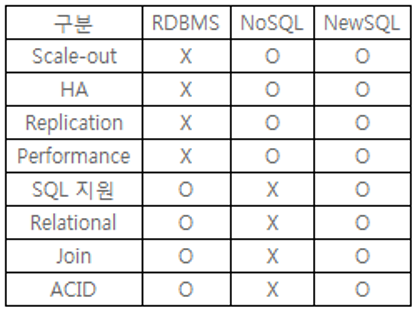 구분 RDBMS NoSQL NewSQL
Scale-out X O O
HA X O O
Replication X O O
Performance X O O
SQL 지원 O X O
Relational O X O
Join O X O
ACID O X O